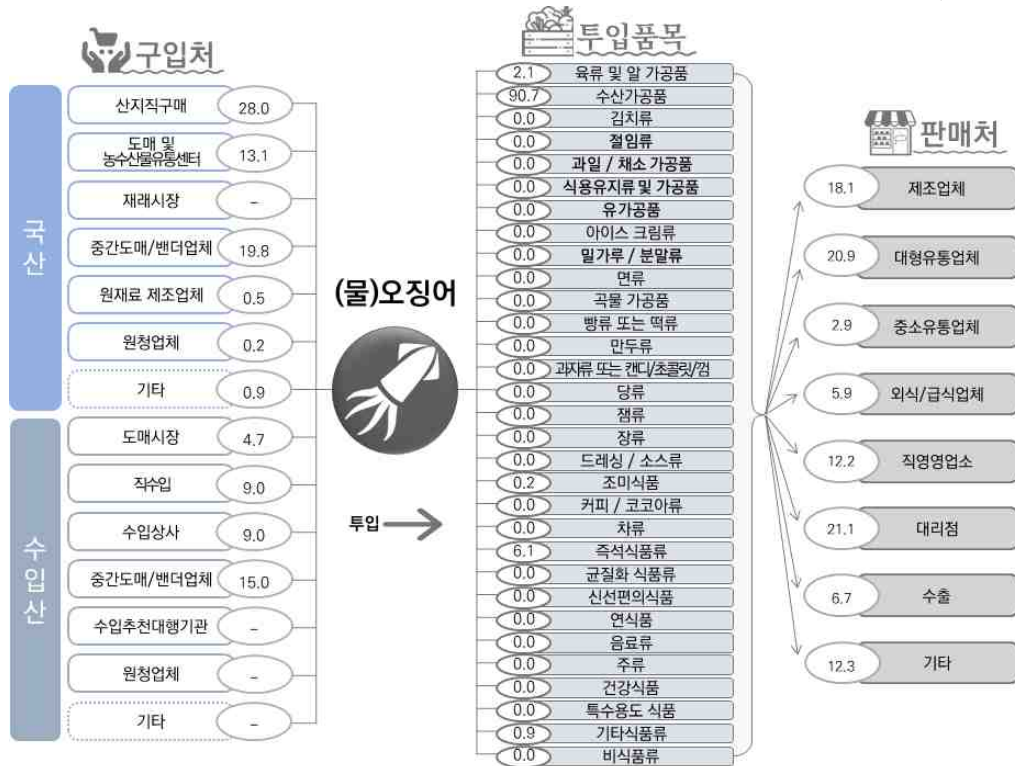 구입처
국산
산지직구매 28.0
도매 및
농수산물유통센터 13.1
재래시장 –
중간도매/밴더업체 19.8
원재료 제조업체 0.5
원청업체 0.2
기타 0.9
수입산
도매시장 4.7
직수입 9.0
수입상사 9.0
중간도매/밴더업체 15.0
수입추천대행기관 –
원청업체 –
기타 –
(물)오징어
투입
투입품목
2.1 육류 및 알 가공품
90.7 수산가공품
0.0 김치류
0.0 절임류
0.0 과일 / 채소 가공품
0.0 식용유지류 및 가공품
0.0 유가공품
0.0 아이스 크림류
0.0 밀가루 / 분말류
0.0 면류
0.0 곡물 가공품
0.0 빵류 또는 떡류
0.0 만두류
0.0 과자류 또는 캔디/초콜릿/껌
0.0 당류
0.0 잼류
0.0 장류
0.0 드레싱 / 소스류
0.2 조미식품
0.0 커피 / 코코아류
0.0 차류
6.1 즉석식품류
0.0 균질화 식품류
0.0 신선편의식품
0.0 연식품
0.0 음료류
0.0 주류
0.0 건강식품
0.0 특수용도 식품
0.9 기타식품류
0.0 비식품류
판매처
18.1 제조업체
20.9 대형유통업체
2.9 중소유통업체
5.9 외식/급식업체
12.2 직영영업소
21.1 대리점
6.7 수출
12.3 기타